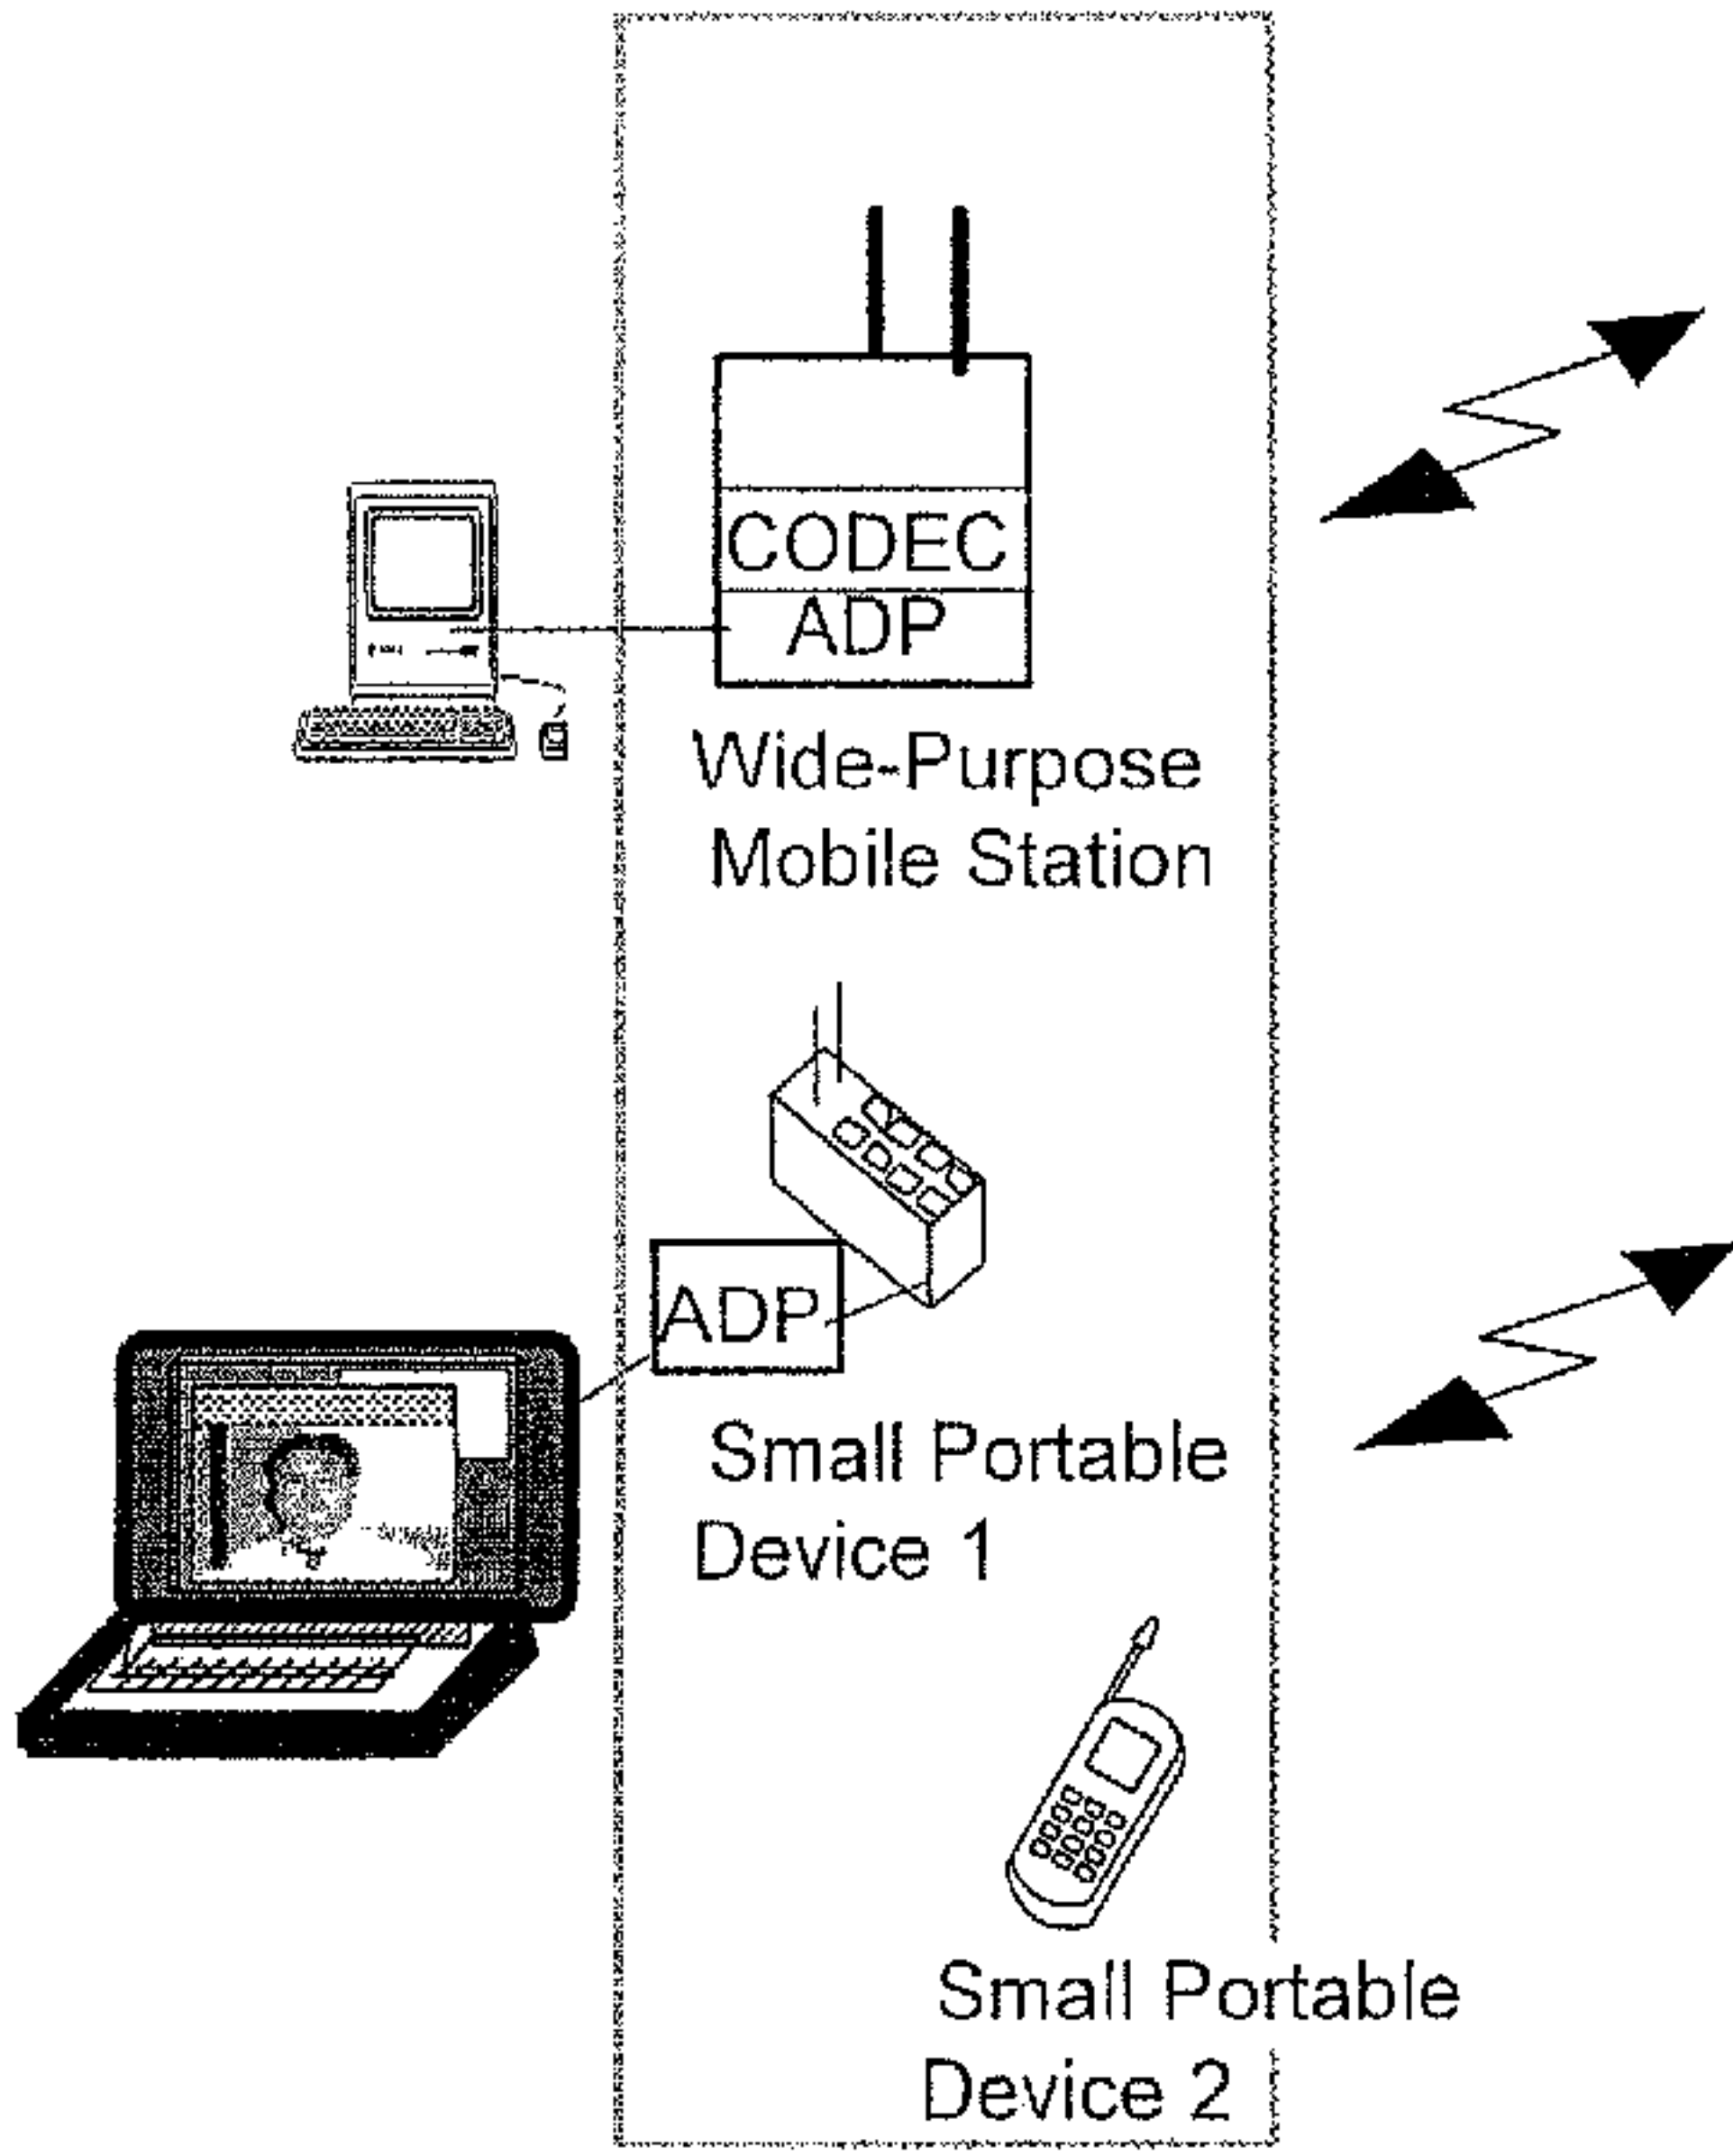 CODEC
ADP
Wide-Purpose
Mobile Station
ADP
Small Portable
Device 1
Small Portable
Device 2